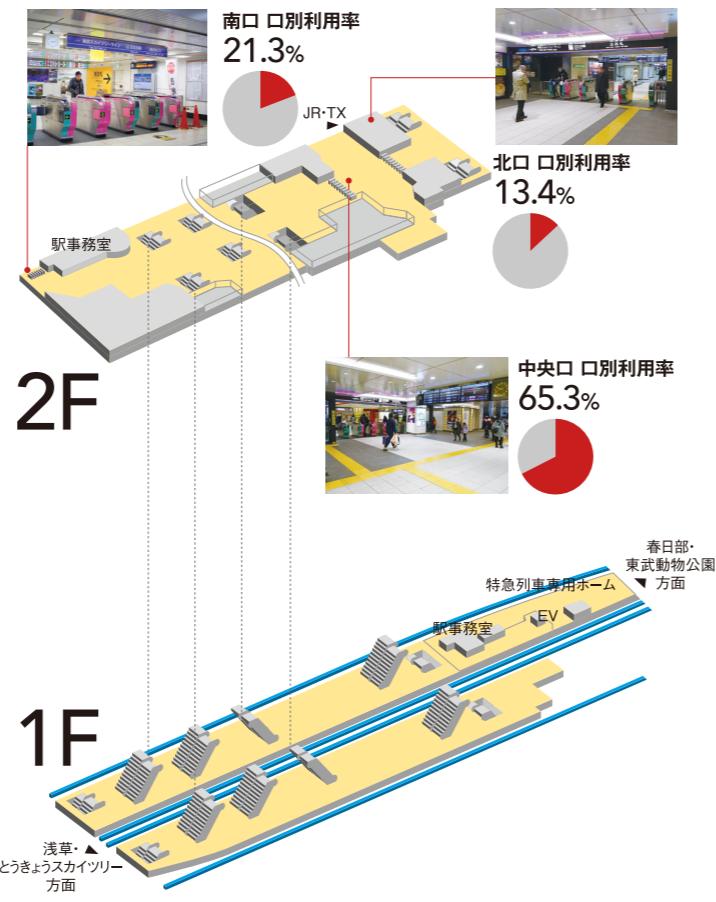 南口 口別利用率
21.3%
JR・TX
北口 口別利用率
13.4%
駅事務室
2F
中央口 口別利用率
65.3%
春日部・
東武動物公園
方面
特急列車専用ホーム
EV
駅事務室
1F
浅草・
とうきょうスカイツリー
方面